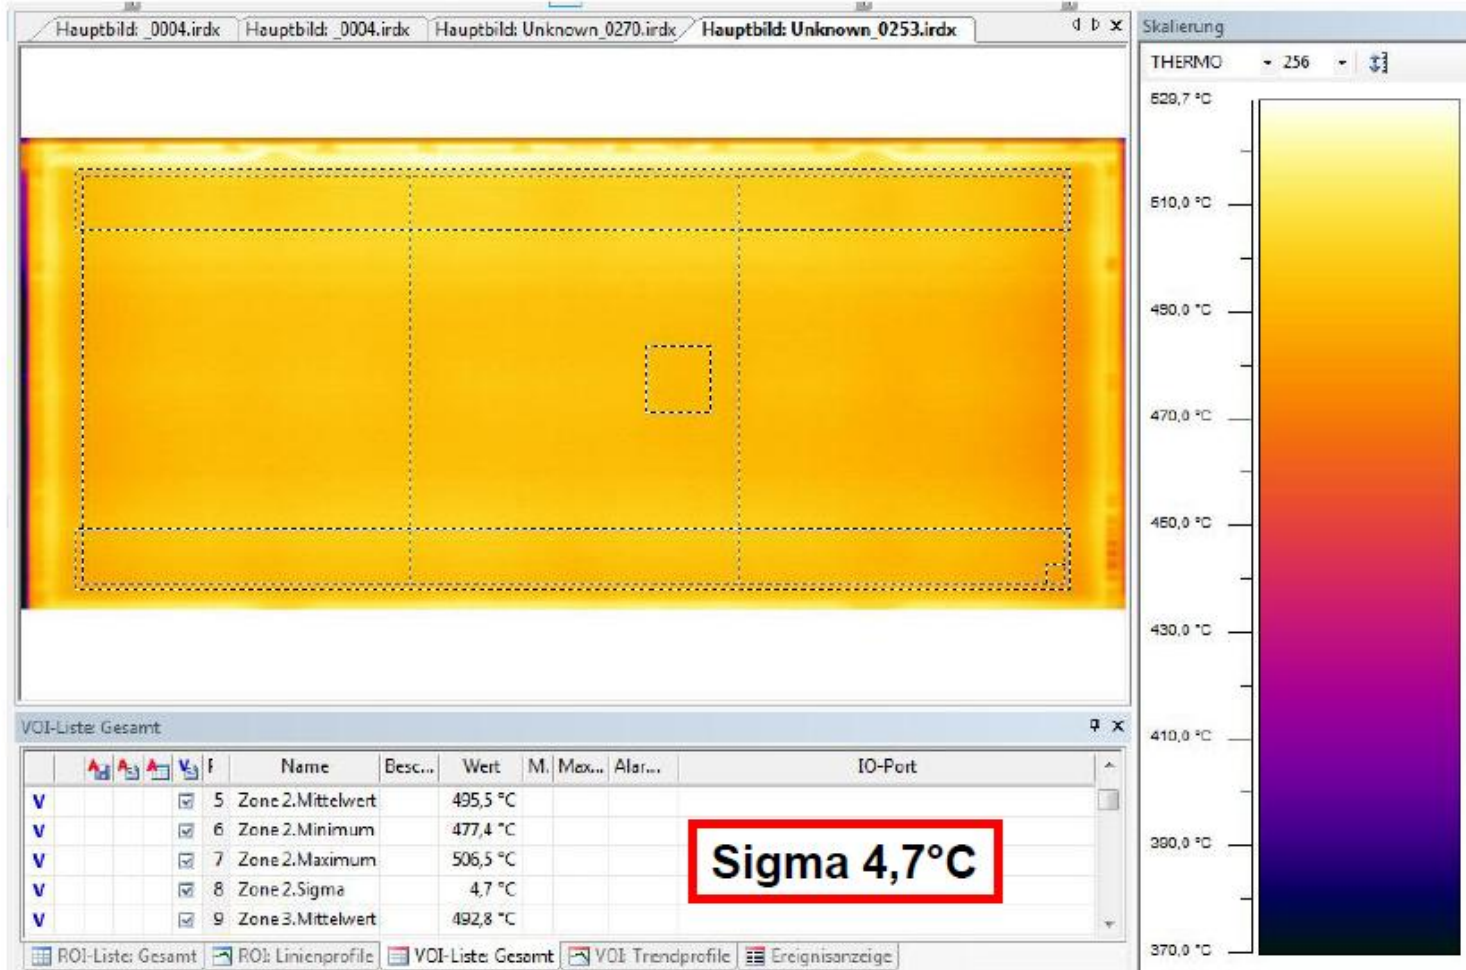 Hauptbild: _0004.irdx Hauptbild: _0004.irdx Hauptbild: Unknown_0270.irdx Hauptbild: Unknown_0253.irdx
Skalierung
THERMO 256
529,7 °C
510,0 °C
490,0 °C
470,0 °C
450,0 °C
430,0 °C
410,0 °C
390,0 °C
370,0 °C
VOI-Liste: Gesamt
Name Besc... Wert M. Max... Alar... IO-Port
V 5 Zone 2.Mittelwert 495,5 °C
V 6 Zone 2.Minimum 477,4 °C
V 7 Zone 2.Maximum 506,5 °C
V 8 Zone 2.Sigma 4,7 °C
V 9 Zone 3.Mittelwert 492,8 °C
Sigma 4,7°C
ROI-Liste: Gesamt ROI: Linienprofile VOI-Liste: Gesamt VOI: Trendprofile Ereignisanzeige